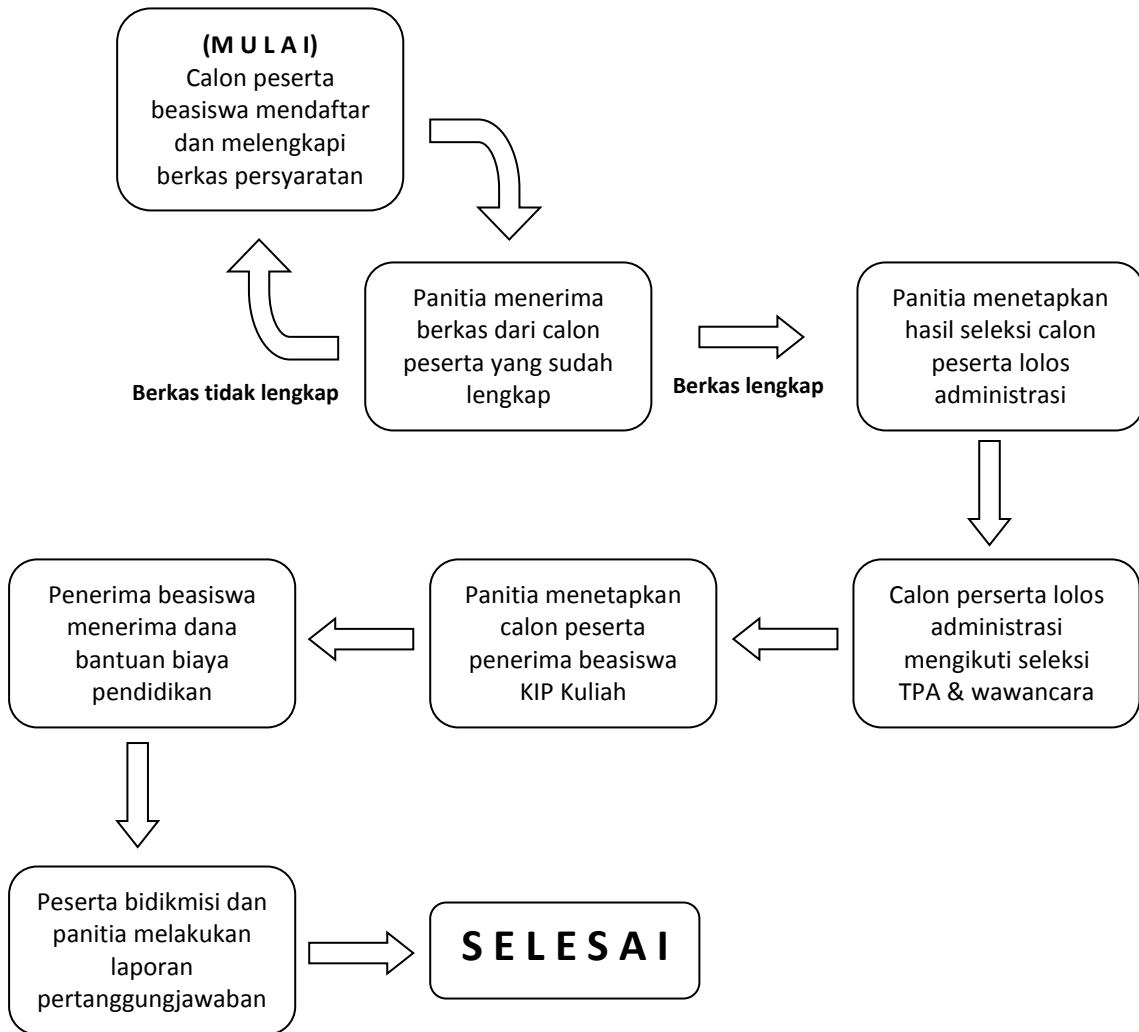 (M U L A I)
Calon peserta
beasiswa mendaftar
dan melengkapi
berkas persyaratan
Panitia menerima
berkas dari calon
peserta yang sudah
lengkap
Berkas tidak lengkap
Berkas lengkap
Panitia menetapkan
hasil seleksi calon
peserta lolos
administrasi
Calon perserta lolos
administrasi
mengikuti seleksi
TPA & wawancara
Panitia menetapkan
calon peserta
penerima beasiswa
KIP Kuliah
Penerima beasiswa
menerima dana
bantuan biaya
pendidikan
Peserta bidikmisi dan
panitia melakukan
laporan
pertanggungjawaban
S E L E S A I